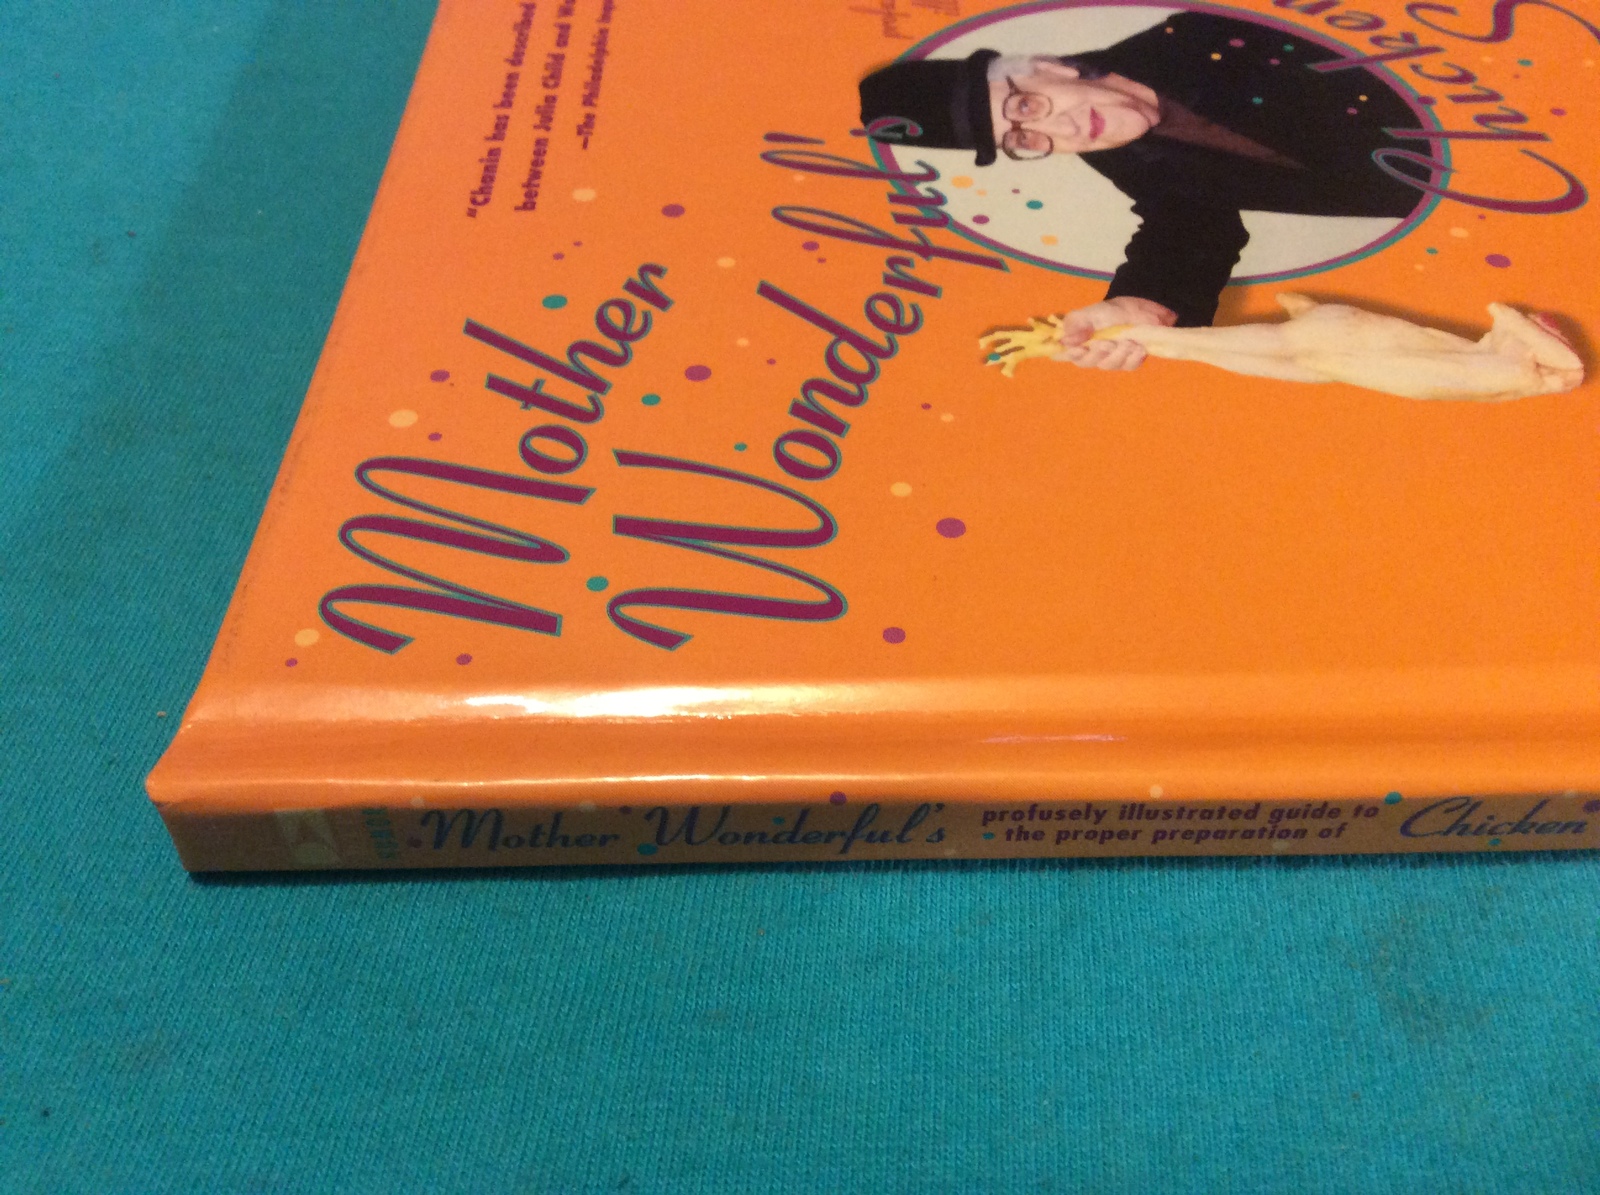 "Chanin has been described
between Julia Child and
—The Philadelphia
Mother
Wonderful's
Chicken
Mother Wonderful's
profusely illustrated guide to
the proper preparation of
Chicken